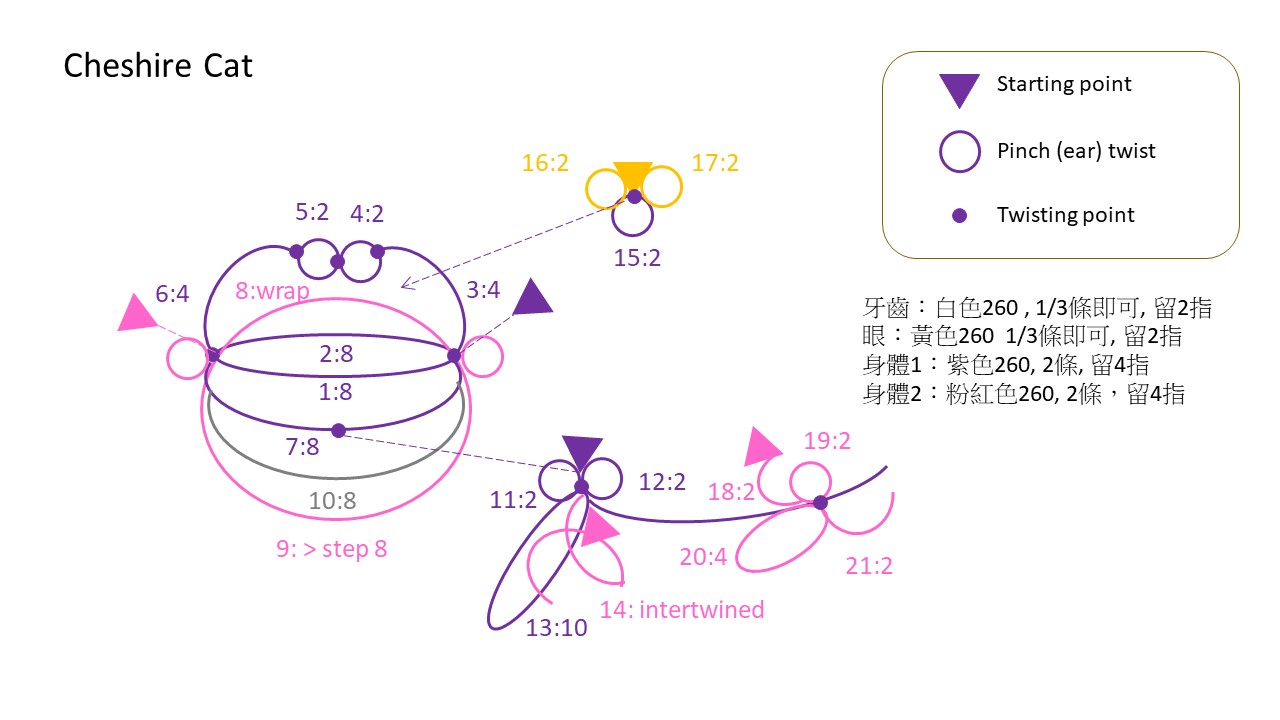 Cheshire Cat
Starting point
Pinch (ear) twist
Twisting point
16:2
17:2
15:2
5:2
4:2
6:4
8:wrap
3:4
2:8
1:8
7:8
10:8
9: > step 8
11:2
12:2
13:10
14: intertwined
19:2
18:2
20:4
21:2
牙齒：白色260 , 1/3條即可, 留2指
眼：黃色260 1/3條即可, 留2指
身體1：紫色260, 2條, 留4指
身體2：粉紅色260, 2條，留4指